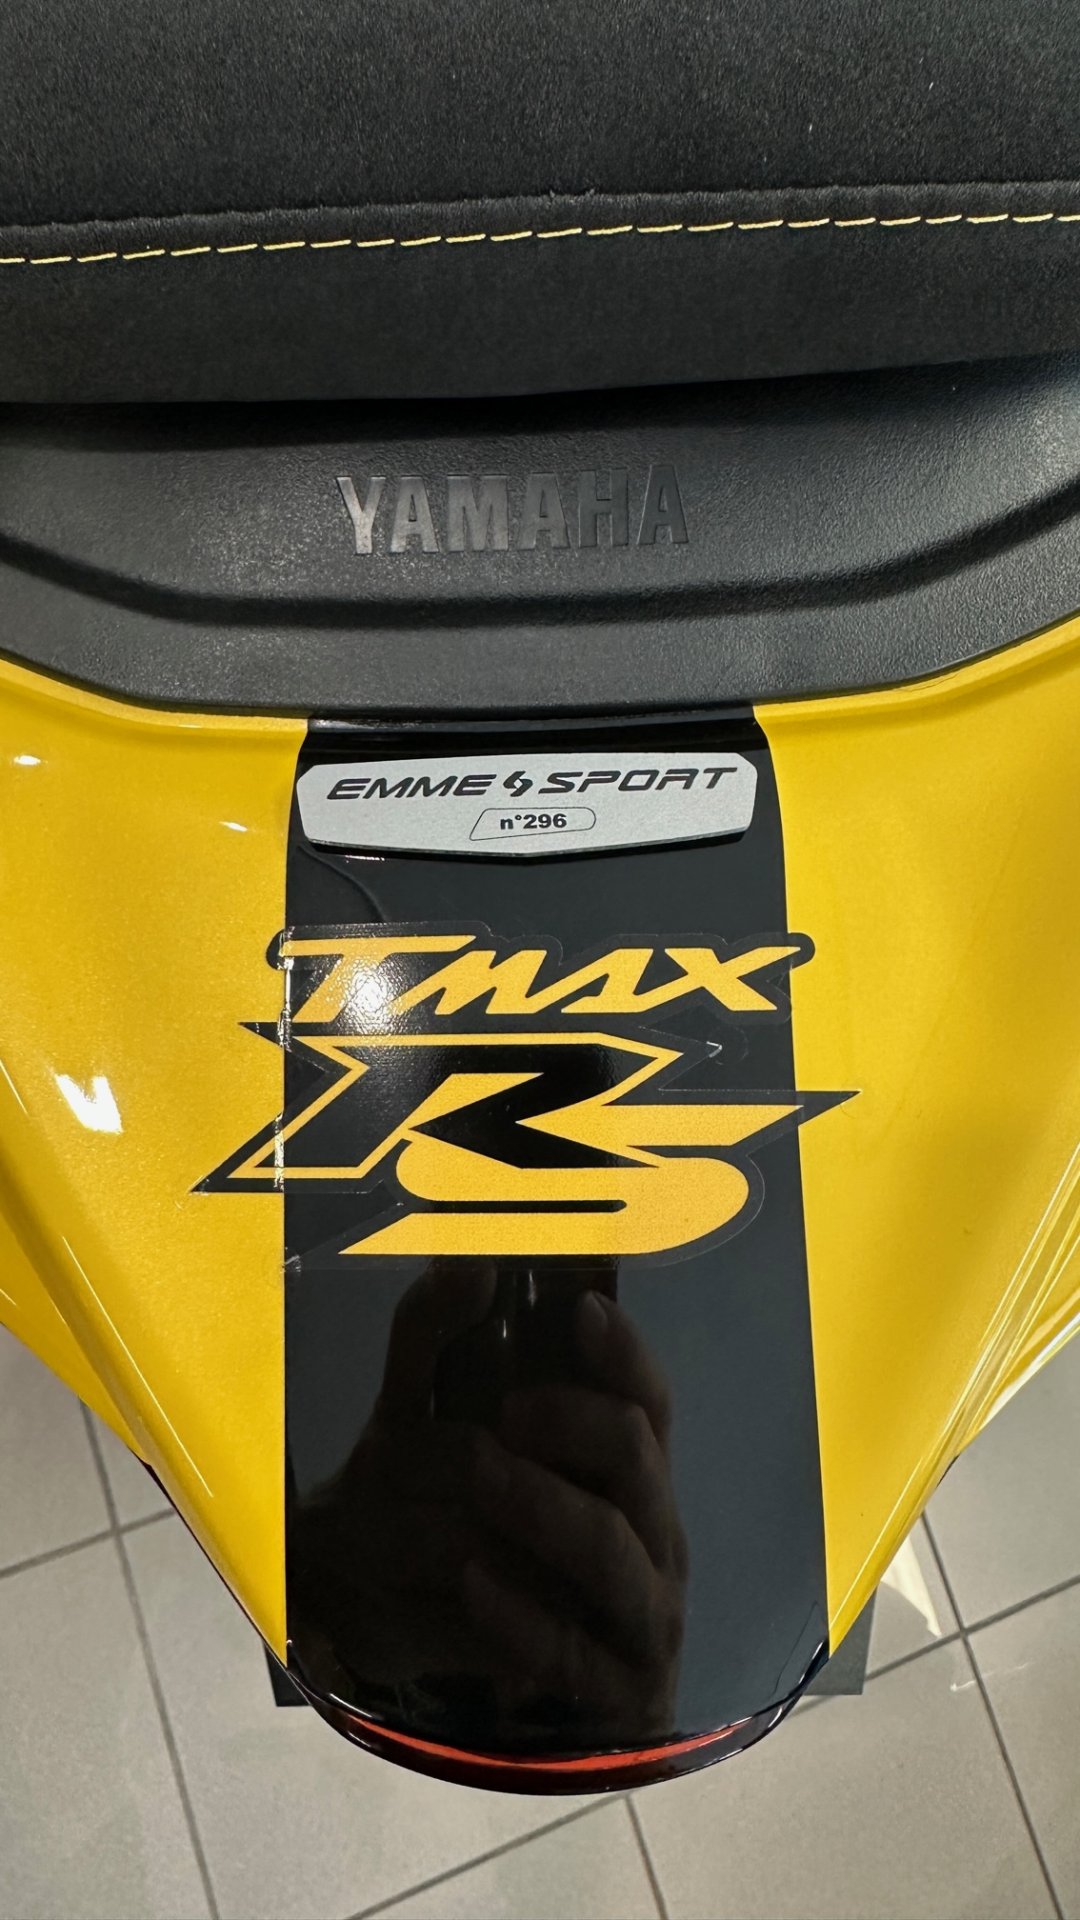 YAMAHA
EMME SPORT
n°296
TMAX
RS